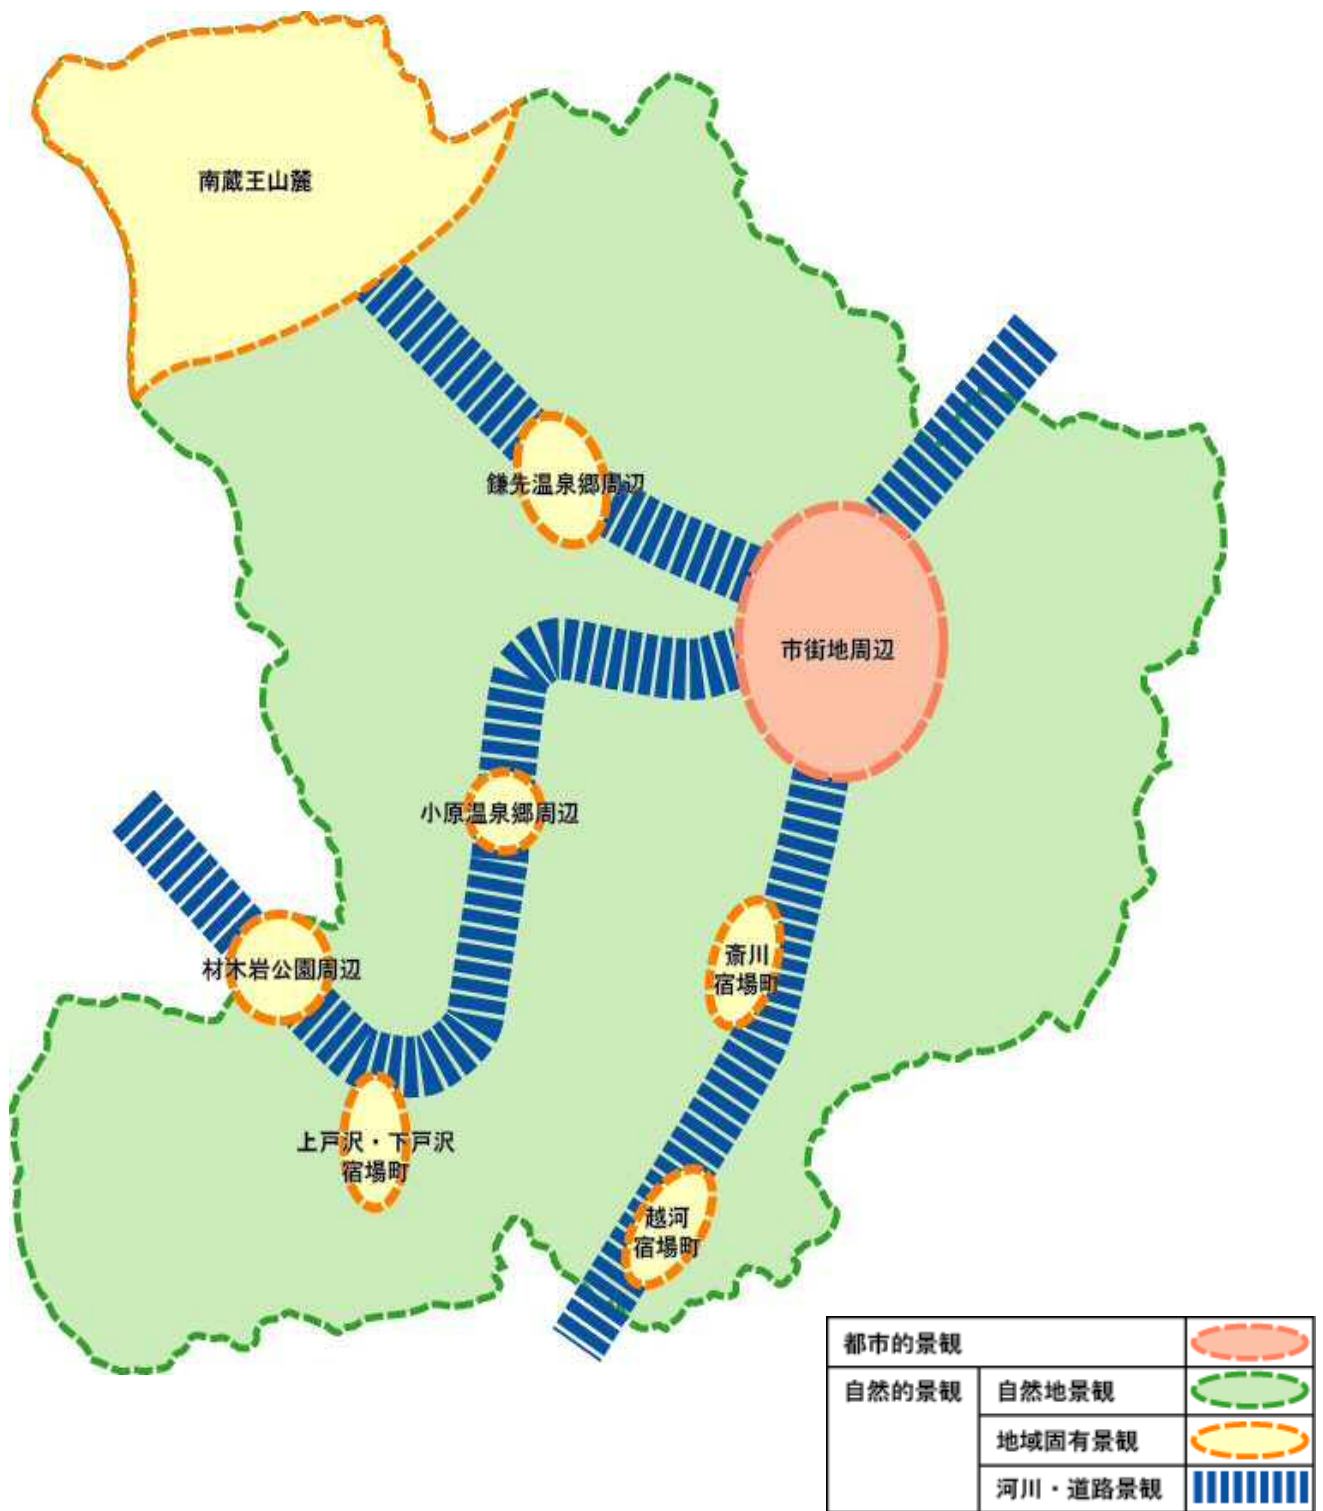 南蔵王山麓
鎌先温泉郷周辺
市街地周辺
小原温泉郷周辺
斎川
宿場町
材木岩公園周辺
上戸沢・下戸沢
宿場町
越河
宿場町
都市的景観
自然的景観
自然地景観
地域固有景観
河川・道路景観